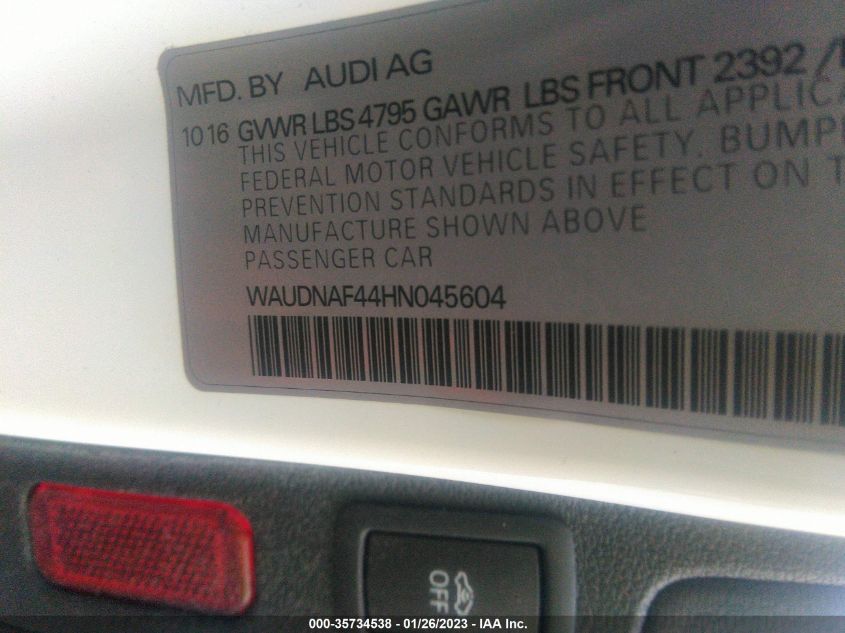 MFD. BY AUDI AG
10 16 GVWR LBS 4795 GAWR LBS FRONT 2392
THIS VEHICLE CONFORMS TO ALL
FEDERAL MOTOR VEHICLE SAFETY, BUMPER
PREVENTION STANDARDS IN EFFECT ON
MANUFACTURE SHOWN ABOVE
PASSENGER CAR
WAUDNAF44HN045604
OFF
000-35734538 - 01/26/2023 - IAA Inc.